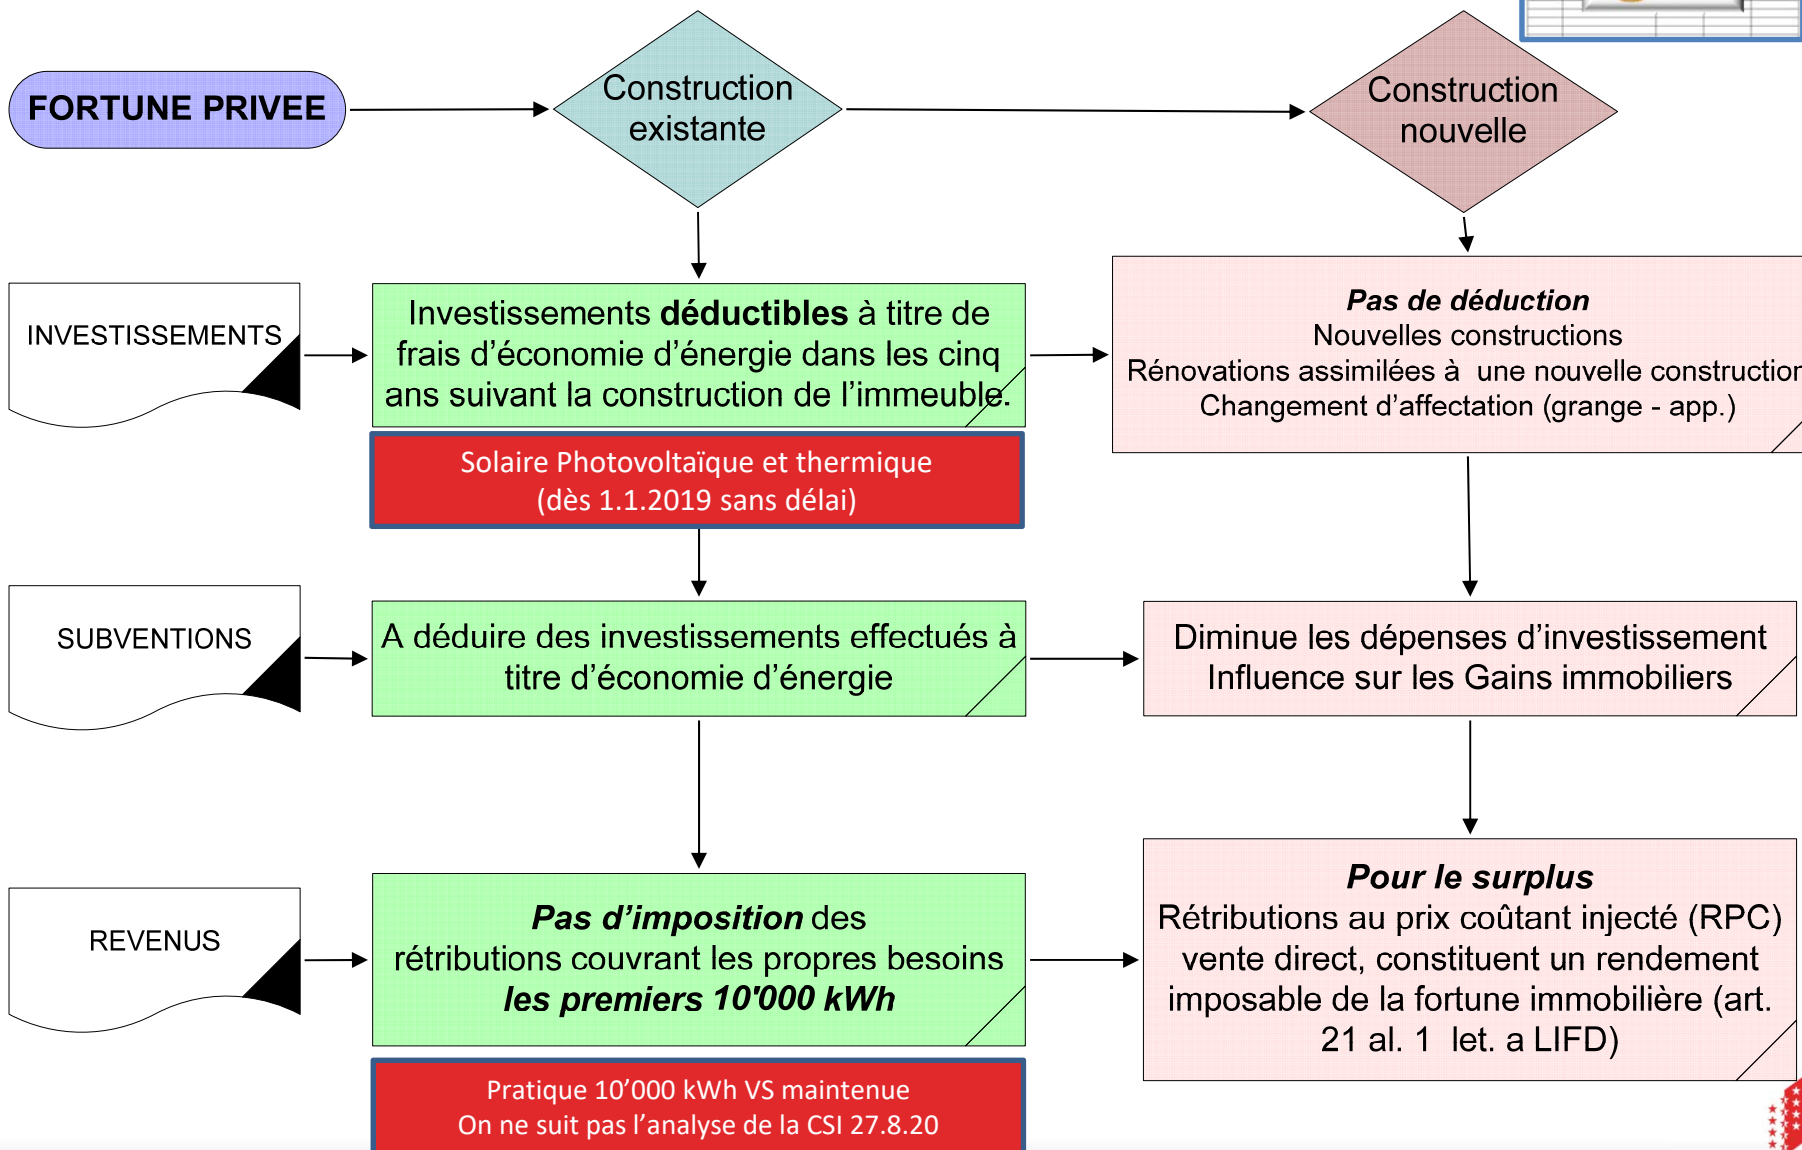 FORTUNE PRIVEE
Construction
existante
Construction
nouvelle
INVESTISSEMENTS
Investissements déductibles à titre de
frais d’économie d’énergie dans les cinq
ans suivant la construction de l’immeuble.
Pas de déduction
Nouvelles constructions
Rénovations assimilées à une nouvelle construction
Changement d’affectation (grange - app.)
Solaire Photovoltaïque et thermique
(dès 1.1.2019 sans délai)
SUBVENTIONS
A déduire des investissements effectués à
titre d’économie d’énergie
Diminue les dépenses d’investissement
Influence sur les Gains immobiliers
REVENUS
Pas d’imposition des
rétributions couvrant les propres besoins
les premiers 10'000 kWh
Pour le surplus
Rétributions au prix coûtant injecté (RPC)
vente direct, constituent un rendement
imposable de la fortune immobilière (art.
21 al. 1 let. a LIFD)
Pratique 10’000 kWh VS maintenue
On ne suit pas l’analyse de la CSI 27.8.20